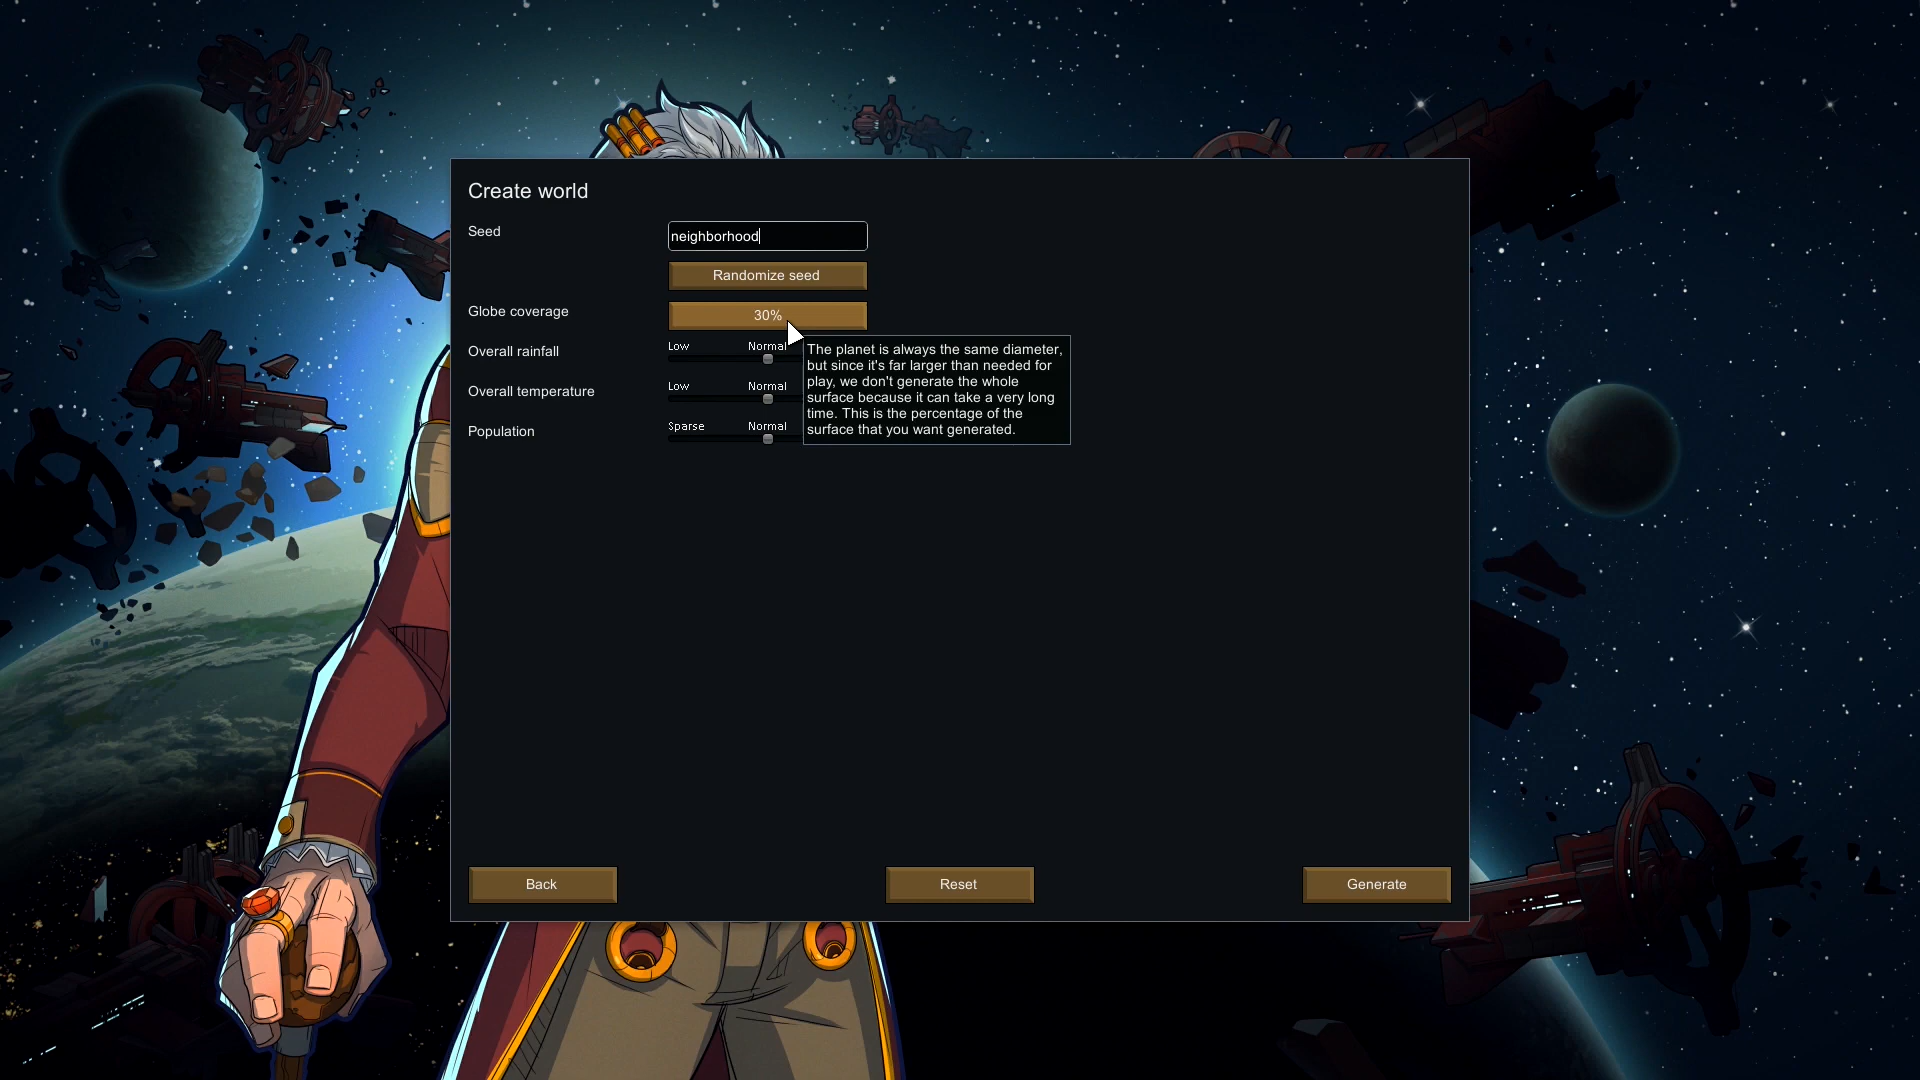 Create world
Seed
neighborhood
Randomize seed
Globe coverage
30%
Overall rainfall
Low Normal
Overall temperature
Low Normal
Population
Sparse Normal
The planet is always the same diameter,
but since it's far larger than needed for
play, we don't generate the whole
surface because it can take a very long
time. This is the percentage of the
surface that you want generated.
Back
Reset
Generate